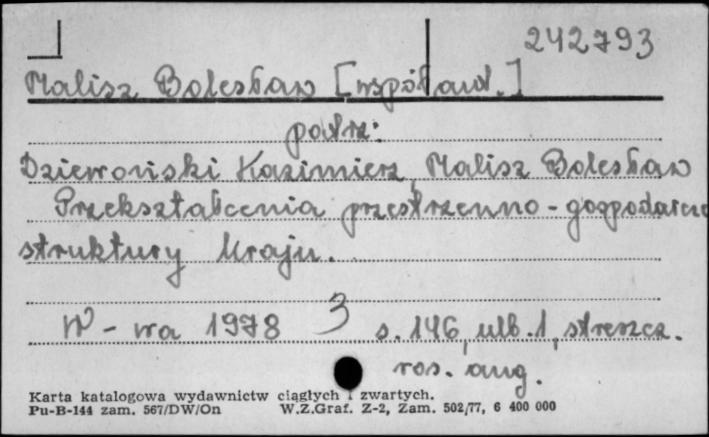 242793
Malisz Bolesław [współaut.]
patrz:
Dziewoński Kazimierz, Malisz Bolesław
Przekształcenia przestrzenno-gospodarcze
struktury kraju.
W-wa 1978 3 s. 146, nlb. 1, streszcz.
ros. ang.
Karta katalogowa wydawnictw ciągłych i zwartych.
Pu-B-144 zam. 567/DW/On W.Z.Graf. Z-2, Zam. 502/77, 6 400 000